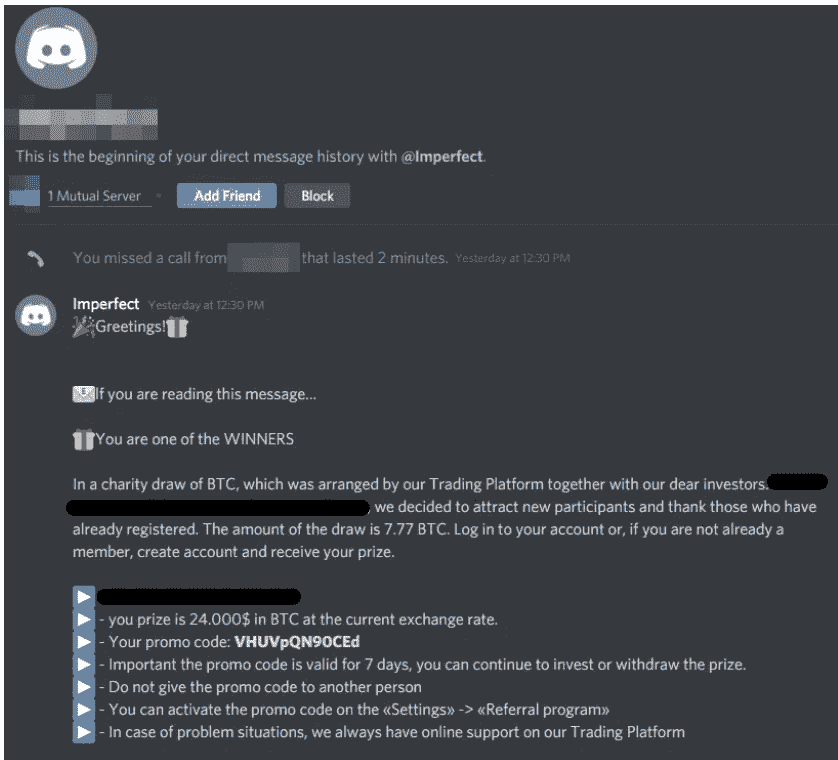 This is the beginning of your direct message history with @Imperfect.
1 Mutual Server
Add Friend
Block
You missed a call from that lasted 2 minutes. Yesterday at 12:30 PM
Imperfect Yesterday at 12:30 PM
Greetings!
If you are reading this message...
You are one of the WINNERS
In a charity draw of BTC, which was arranged by our Trading Platform together with our dear investors.
we decided to attract new participants and thank those who have
already registered. The amount of the draw is 7.77 BTC. Log in to your account or, if you are not already a
member, create account and receive your prize.
- you prize is 24.000$ in BTC at the current exchange rate.
- Your promo code: VHUVpQN90CEd
- Important the promo code is valid for 7 days, you can continue to invest or withdraw the prize.
- Do not give the promo code to another person
- You can activate the promo code on the «Settings» -> «Referral program»
- In case of problem situations, we always have online support on our Trading Platform